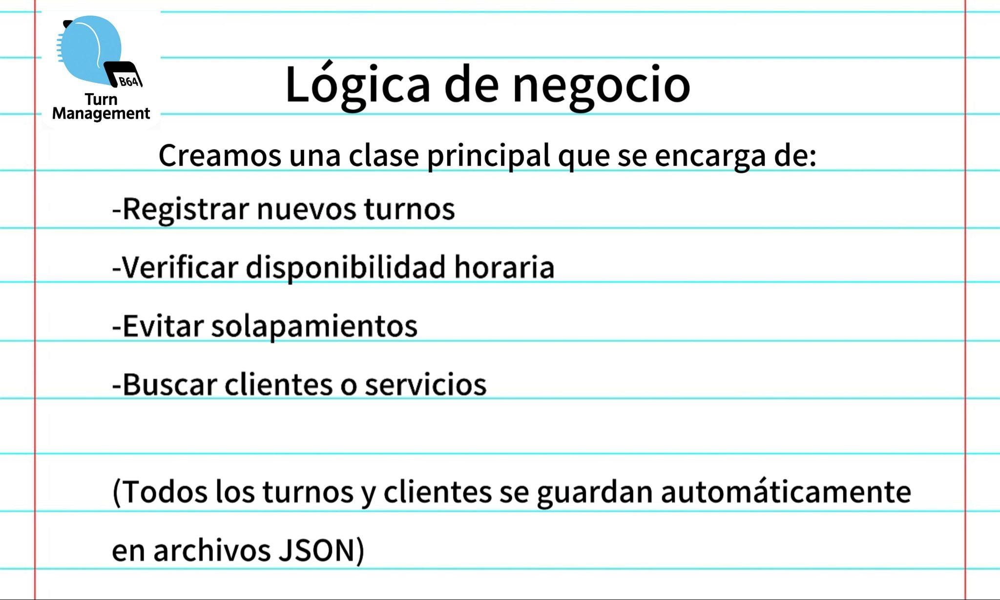 B64
Turn
Management
Lógica de negocio
Creamos una clase principal que se encarga de:
-Registrar nuevos turnos
-Verificar disponibilidad horaria
-Evitar solapamientos
-Buscar clientes o servicios
(Todos los turnos y clientes se guardan automáticamente
en archivos JSON)